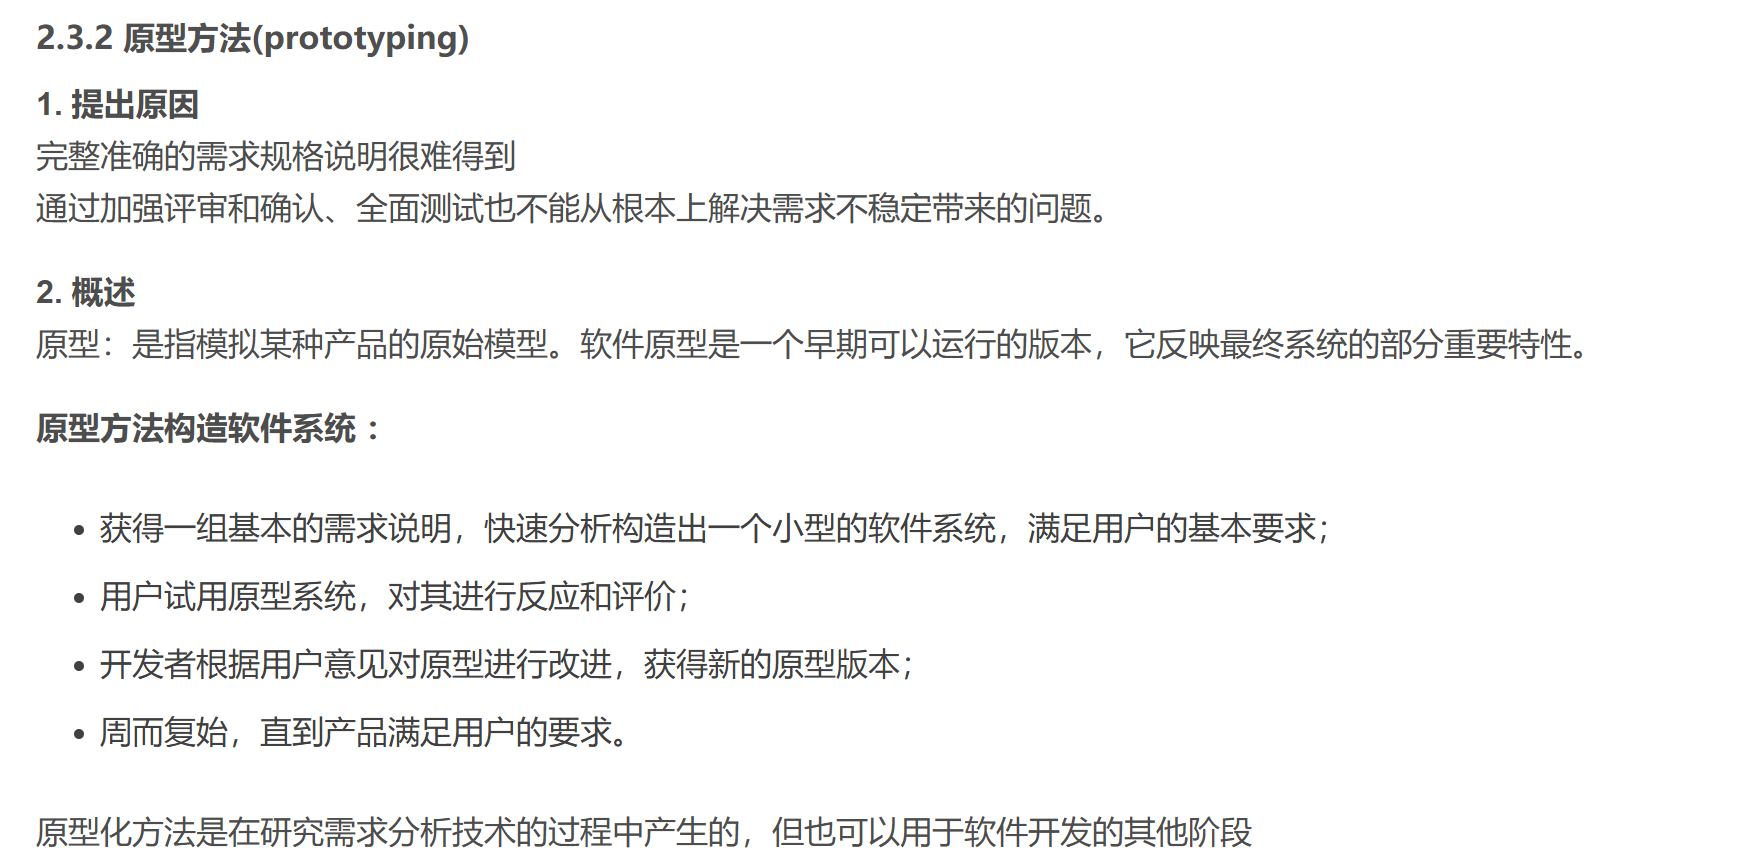 2.3.2 原型方法(prototyping)
1. 提出原因
完整准确的需求规格说明很难得到
通过加强评审和确认、全面测试也不能从根本上解决需求不稳定带来的问题。
2. 概述
原型：是指模拟某种产品的原始模型。软件原型是一个早期可以运行的版本，它反映最终系统的部分重要特性。
原型方法构造软件系统：
• 获得一组基本的需求说明，快速分析构造出一个小型的软件系统，满足用户的基本要求；
• 用户试用原型系统，对其进行反应和评价；
• 开发者根据用户意见对原型进行改进，获得新的原型版本；
• 周而复始，直到产品满足用户的要求。
原型化方法是在研究需求分析技术的过程中产生的，但也可以用于软件开发的其他阶段